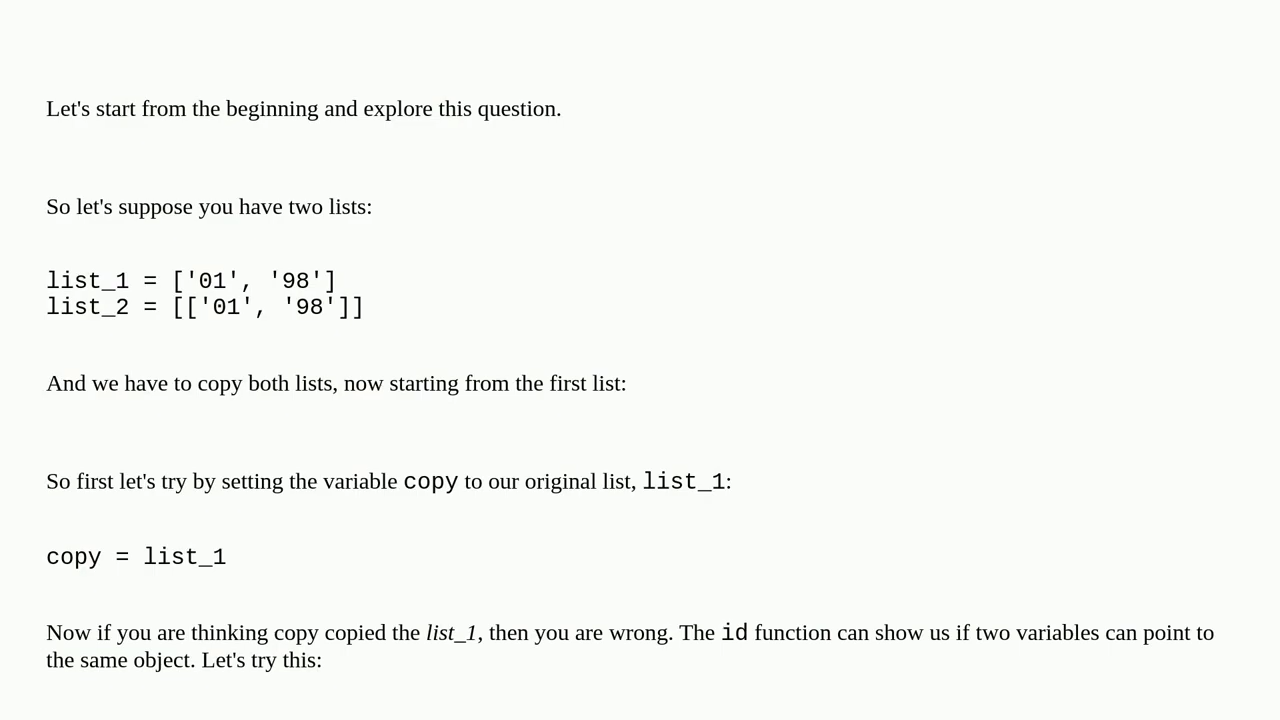 Let's start from the beginning and explore this question.
So let's suppose you have two lists:
list_1 = ['01', '98']
list_2 = [['01', '98']]
And we have to copy both lists, now starting from the first list:
So first let's try by setting the variable copy to our original list, list_1:
copy = list_1
Now if you are thinking copy copied the list_1, then you are wrong. The id function can show us if two variables can point to
the same object. Let's try this: